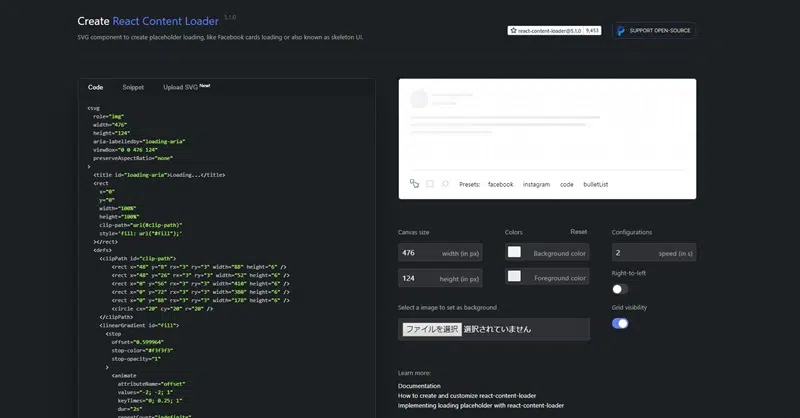 Create React Content Loader 5.1.0
SVG component to create placeholder loading, like Facebook cards loading or also known as skeleton UI.
react-content-loader@5.1.0 9,453
SUPPORT OPEN-SOURCE
Code Snippet Upload SVG New!
<svg
role="img"
width="476"
height="124"
aria-labelledby="loading-aria"
viewBox="0 0 476 124"
preserveAspectRatio="none"
>
<title id="loading-aria">Loading...</title>
<rect
x="0"
y="0"
width="100%"
height="100%"
clip-path="url(#clip-path)"
style='fill: url("#fill");'
></rect>
<defs>
<clipPath id="clip-path">
<rect x="48" y="8" rx="3" ry="3" width="88" height="6" />
<rect x="48" y="26" rx="3" ry="3" width="52" height="6" />
<rect x="0" y="56" rx="3" ry="3" width="410" height="6" />
<rect x="0" y="72" rx="3" ry="3" width="380" height="6" />
<rect x="0" y="88" rx="3" ry="3" width="178" height="6" />
<circle cx="20" cy="20" r="20" />
</clipPath>
<linearGradient id="fill">
<stop
offset="0.599964"
stop-color="#f3f3f3"
stop-opacity="1"
>
<animate
attributeName="offset"
values="-2; -2; 1"
keyTimes="0; 0.25; 1"
dur="2s"
repeatCount="indefinite"
Presets: facebook instagram code bulletList
Canvas size
476 width (in px)
124 height (in px)
Colors Reset
Background color
Foreground color
Configurations
2 speed (in s)
Right-to-left
Grid visibility
Select a image to set as background
ファイルを選択 選択されていません
Learn more:
Documentation
How to create and customize react-content-loader
Implementing loading placeholder with react-content-loader